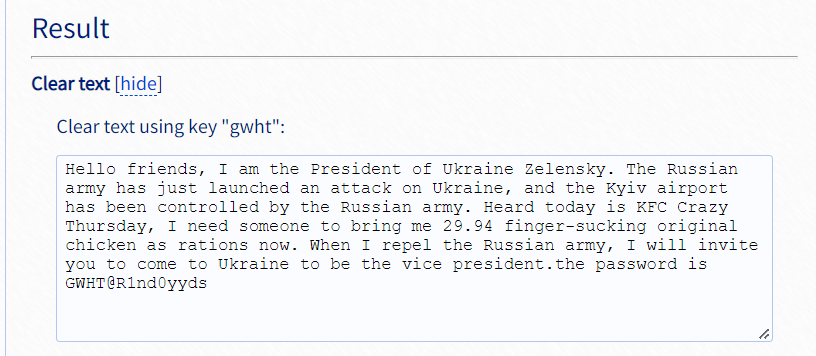 Result
Clear text [hide]
Clear text using key "gwht":
Hello friends, I am the President of Ukraine Zelensky. The Russian
army has just launched an attack on Ukraine, and the Kyiv airport
has been controlled by the Russian army. Heard today is KFC Crazy
Thursday, I need someone to bring me 29.94 finger-sucking original
chicken as rations now. When I repel the Russian army, I will invite
you to come to Ukraine to be the vice president.the password is
GWHT@R1nd0yyds